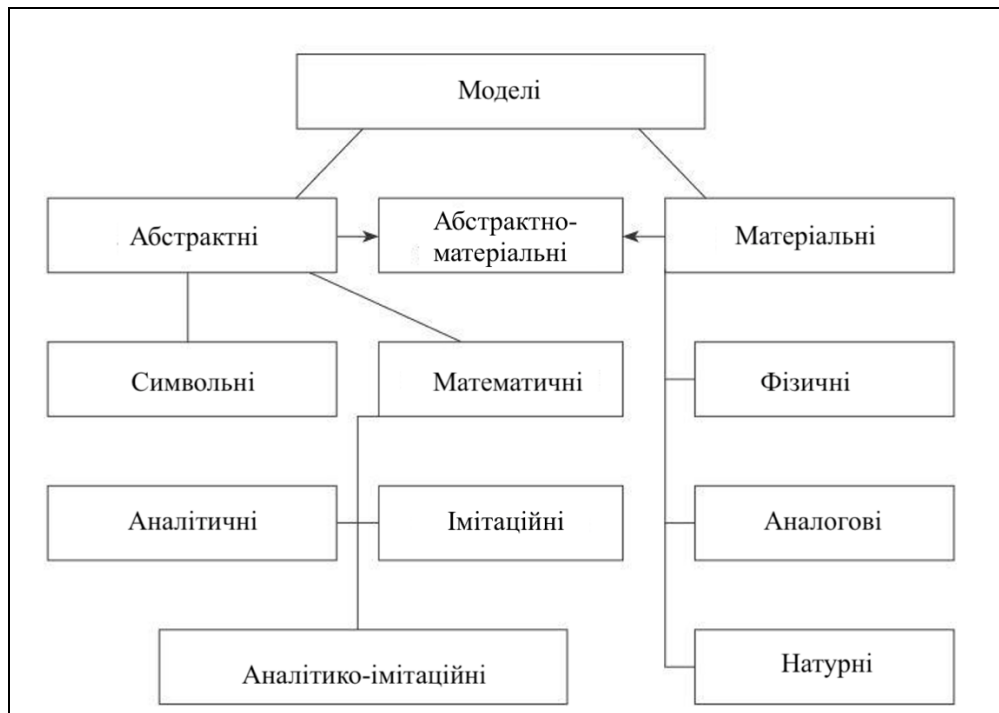 Моделі
Абстрактні
Абстрактно-
матеріальні
Матеріальні
Символьні
Математичні
Фізичні
Аналітичні
Імітаційні
Аналогові
Аналітико-імітаційні
Натурні